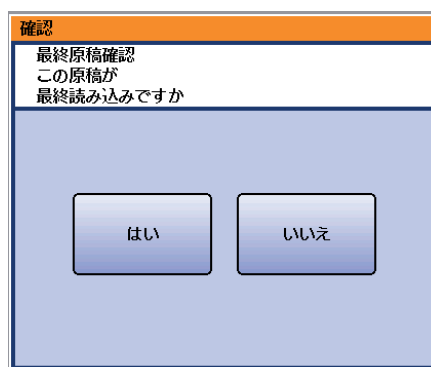 確認
最終原稿確認
この原稿が
最終読み込みですか
はい
いいえ